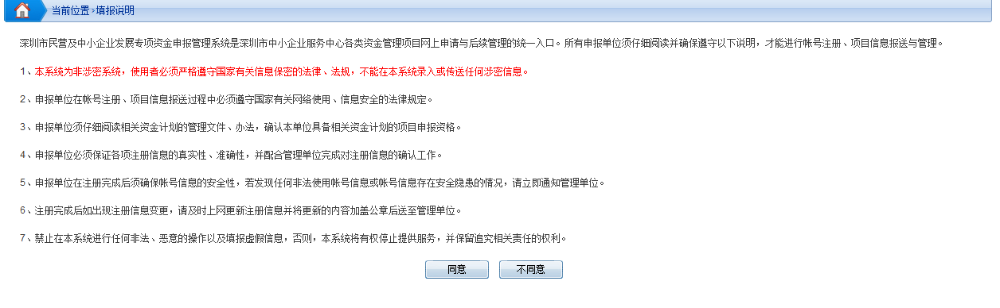 当前位置>填报说明
深圳市民营及中小企业发展专项资金申报管理系统是深圳市中小企业服务中心各类资金管理项目网上申请与后续管理的统一入口。所有申报单位须仔细阅读并确保遵守以下说明，才能进行帐号注册、项目信息报送与管理。
1、本系统为非涉密系统，使用者必须严格遵守国家有关信息保密的法律、法规，不能在本系统录入或传送任何涉密信息。
2、申报单位在帐号注册、项目信息报送过程中必须遵守国家有关网络使用、信息安全的法律规定。
3、申报单位须仔细阅读相关资金计划的管理文件、办法，确认本单位具备相关资金计划的项目申报资格。
4、申报单位必须保证各项注册信息的真实性、准确性，并配合管理单位完成对注册信息的确认工作。
5、申报单位在注册完成后须确保帐号信息的安全性，若发现任何非法使用帐号信息或帐号信息存在安全隐患的情况，请立即通知管理单位。
6、注册完成后如出现注册信息变更，请及时上网更新注册信息并将更新的内容加盖公章后送至管理单位。
7、禁止在本系统进行任何非法、恶意的操作以及填报虚假信息，否则，本系统将有权停止提供服务，并保留追究相关责任的权利。
同意 不同意